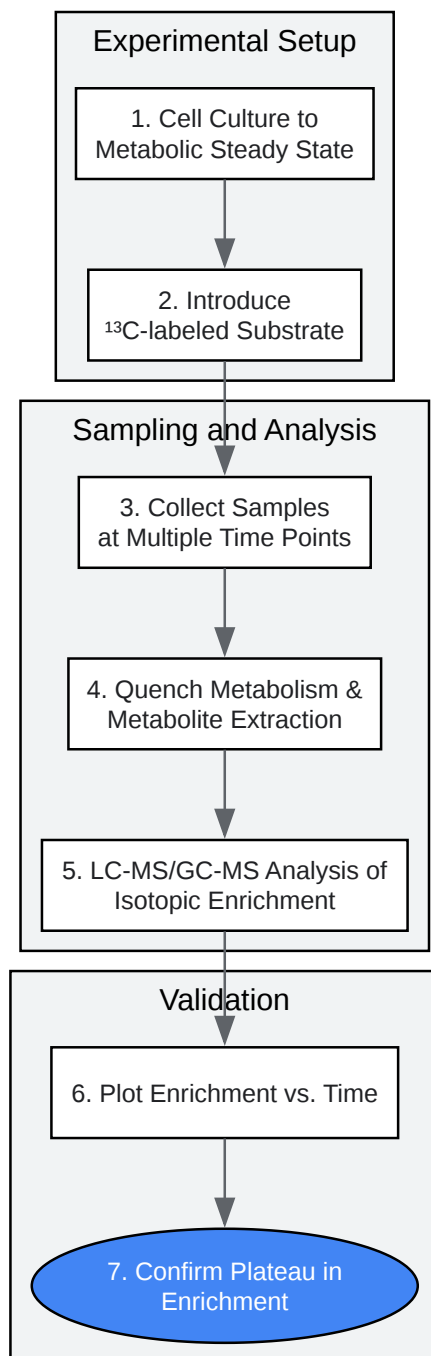 Experimental Setup
1. Cell Culture to
Metabolic Steady State
2. Introduce
¹³C-labeled Substrate
Sampling and Analysis
3. Collect Samples
at Multiple Time Points
4. Quench Metabolism &
Metabolite Extraction
5. LC-MS/GC-MS Analysis of
Isotopic Enrichment
Validation
6. Plot Enrichment vs. Time
7. Confirm Plateau in
Enrichment